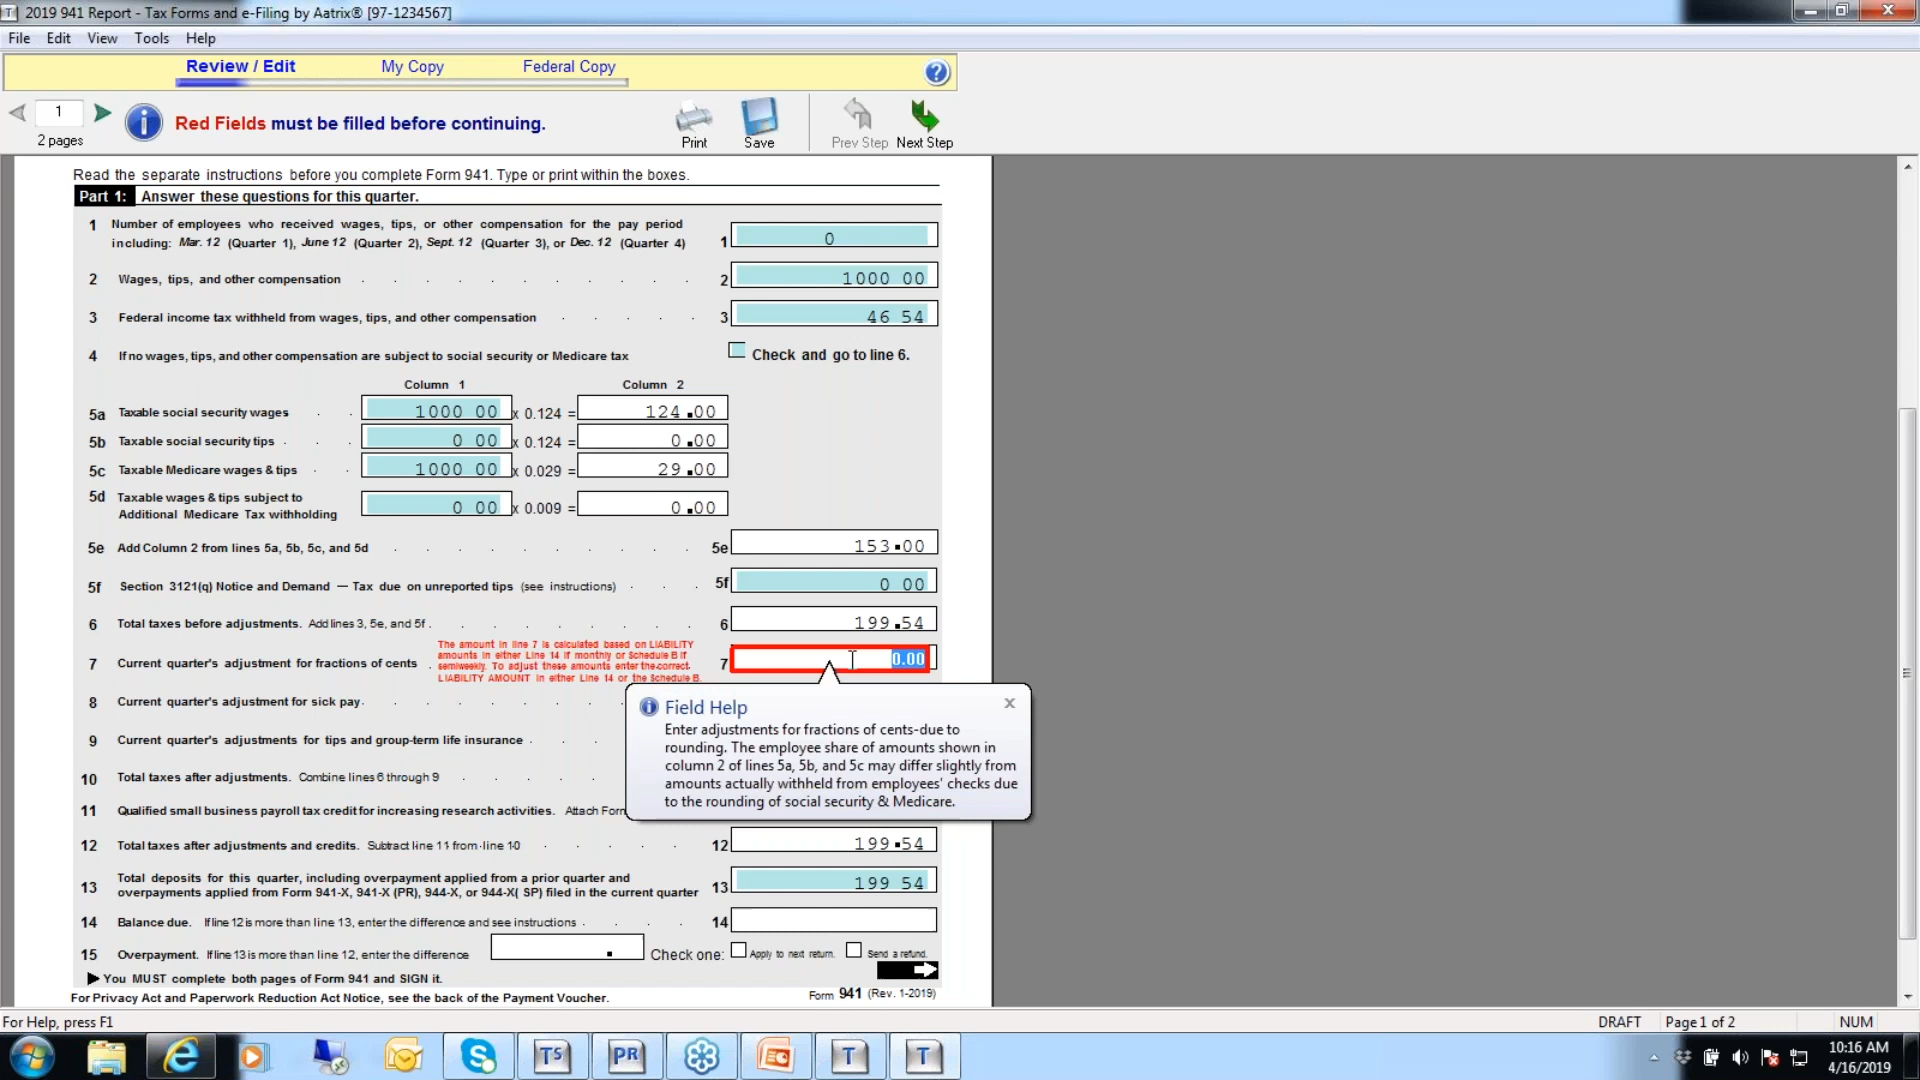 2019 941 Report - Tax Forms and e-Filing by Aatrix® [97-1234567]
File Edit View Tools Help
Review / Edit My Copy Federal Copy
1
2 pages
Red Fields must be filled before continuing.
Print Save Prev Step Next Step
Read the separate instructions before you complete Form 941. Type or print within the boxes.
Part 1: Answer these questions for this quarter.
1 Number of employees who received wages, tips, or other compensation for the pay period
including: Mar. 12 (Quarter 1), June 12 (Quarter 2), Sept. 12 (Quarter 3), or Dec. 12 (Quarter 4) 1 0
2 Wages, tips, and other compensation 2 1000 00
3 Federal income tax withheld from wages, tips, and other compensation 3 46 54
4 If no wages, tips, and other compensation are subject to social security or Medicare tax Check and go to line 6.
Column 1 Column 2
5a Taxable social security wages 1000 00 x 0.124 = 124.00
5b Taxable social security tips 0 00 x 0.124 = 0.00
5c Taxable Medicare wages & tips 1000 00 x 0.029 = 29.00
5d Taxable wages & tips subject to
Additional Medicare Tax withholding 0 00 x 0.009 = 0.00
5e Add Column 2 from lines 5a, 5b, 5c, and 5d 5e 153.00
5f Section 3121(q) Notice and Demand — Tax due on unreported tips (see instructions) 5f 0 00
6 Total taxes before adjustments. Add lines 3, 5e, and 5f 6 199.54
The amount in line 7 is calculated based on LIABILITY
amounts in either Line 14 if monthly or Schedule B if
semiweekly. To adjust these amounts enter the correct
LIABILITY AMOUNT in either Line 14 or the Schedule B.
7 Current quarter's adjustment for fractions of cents 7 0.00
8 Current quarter's adjustment for sick pay
9 Current quarter's adjustments for tips and group-term life insurance
10 Total taxes after adjustments. Combine lines 6 through 9
11 Qualified small business payroll tax credit for increasing research activities. Attach Form
Field Help x
Enter adjustments for fractions of cents-due to
rounding. The employee share of amounts shown in
column 2 of lines 5a, 5b, and 5c may differ slightly from
amounts actually withheld from employees' checks due
to the rounding of social security & Medicare.
12 Total taxes after adjustments and credits. Subtract line 11 from line 10 12 199.54
13 Total deposits for this quarter, including overpayment applied from a prior quarter and
overpayments applied from Form 941-X, 941-X (PR), 944-X, or 944-X( SP) filed in the current quarter 13 199 54
14 Balance due. If line 12 is more than line 13, enter the difference and see instructions 14
15 Overpayment. If line 13 is more than line 12, enter the difference . Check one: Apply to next return. Send a refund.
You MUST complete both pages of Form 941 and SIGN it.
For Privacy Act and Paperwork Reduction Act Notice, see the back of the Payment Voucher. Form 941 (Rev. 1-2019)
For Help, press F1 DRAFT Page 1 of 2 NUM
TS PR T T
10:16 AM
4/16/2019